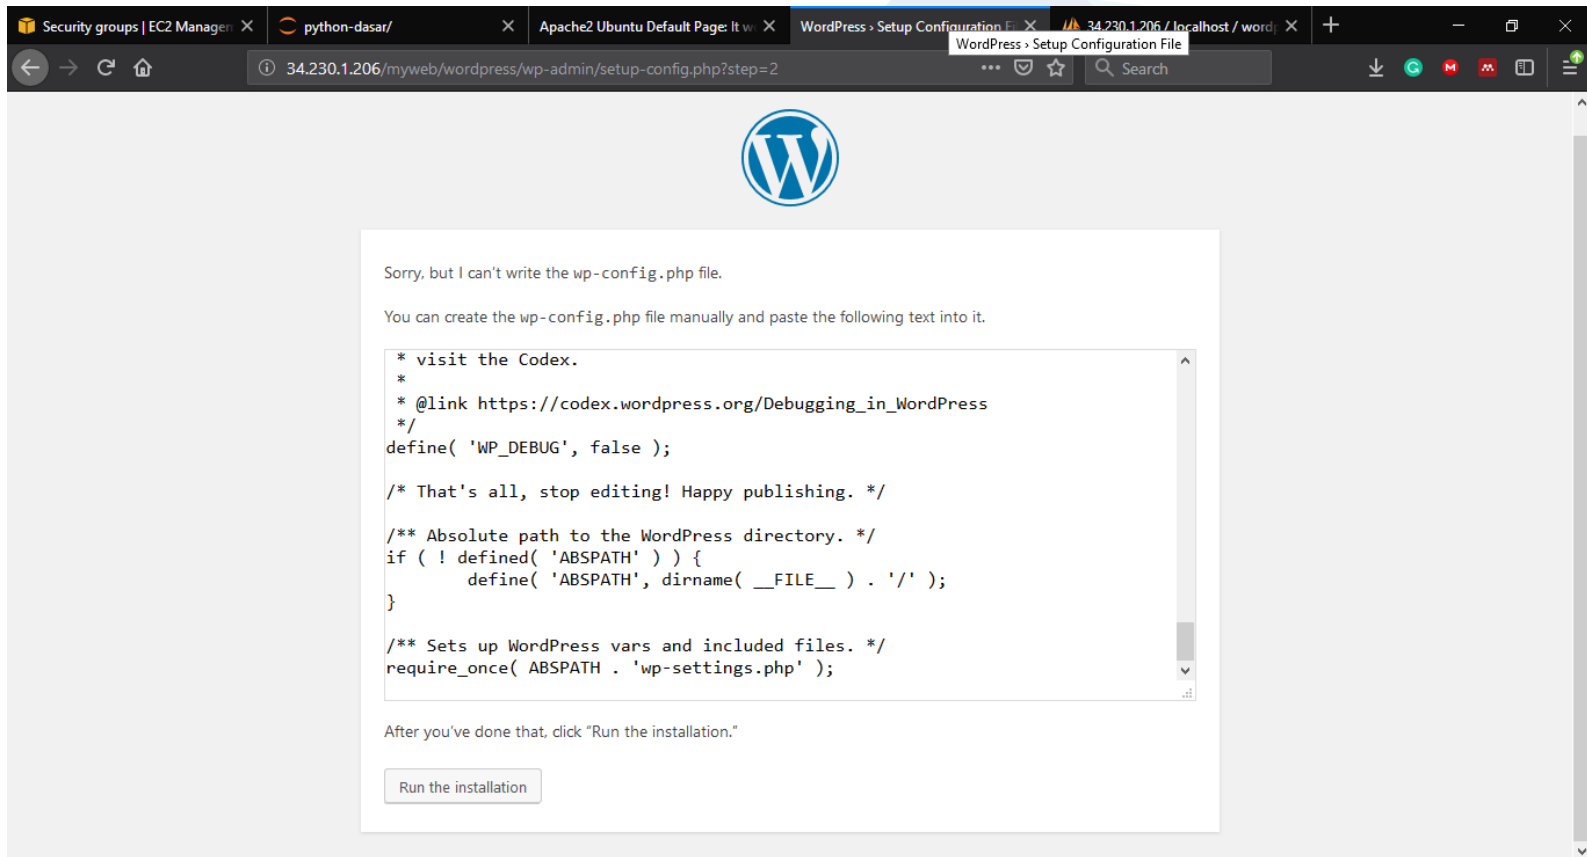 Security groups | EC2 Manager
python-dasar/
Apache2 Ubuntu Default Page: It w
WordPress › Setup Configuration Fi
34.230.1.206 / localhost / wordp
WordPress › Setup Configuration File
34.230.1.206/myweb/wordpress/wp-admin/setup-config.php?step=2
Search
Sorry, but I can't write the wp-config.php file.
You can create the wp-config.php file manually and paste the following text into it.
* visit the Codex.
*
* @link https://codex.wordpress.org/Debugging_in_WordPress
*/
define( 'WP_DEBUG', false );
/* That's all, stop editing! Happy publishing. */
/** Absolute path to the WordPress directory. */
if ( ! defined( 'ABSPATH' ) ) {
define( 'ABSPATH', dirname( __FILE__ ) . '/' );
}
/** Sets up WordPress vars and included files. */
require_once( ABSPATH . 'wp-settings.php' );
After you've done that, click “Run the installation.”
Run the installation